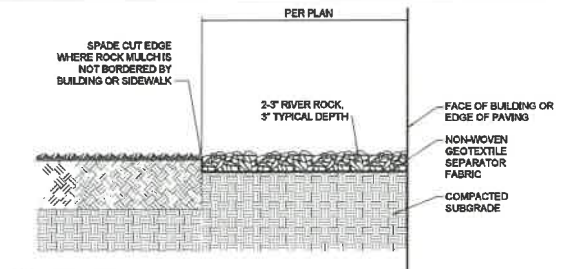 PER PLAN
SPADE CUT EDGE
WHERE ROCK MULCH IS
NOT BORDERED BY
BUILDING OR SIDEWALK
2-3" RIVER ROCK,
3" TYPICAL DEPTH
FACE OF BUILDING OR
EDGE OF PAVING
NON-WOVEN
GEOTEXTILE
SEPARATOR
FABRIC
COMPACTED
SUBGRADE